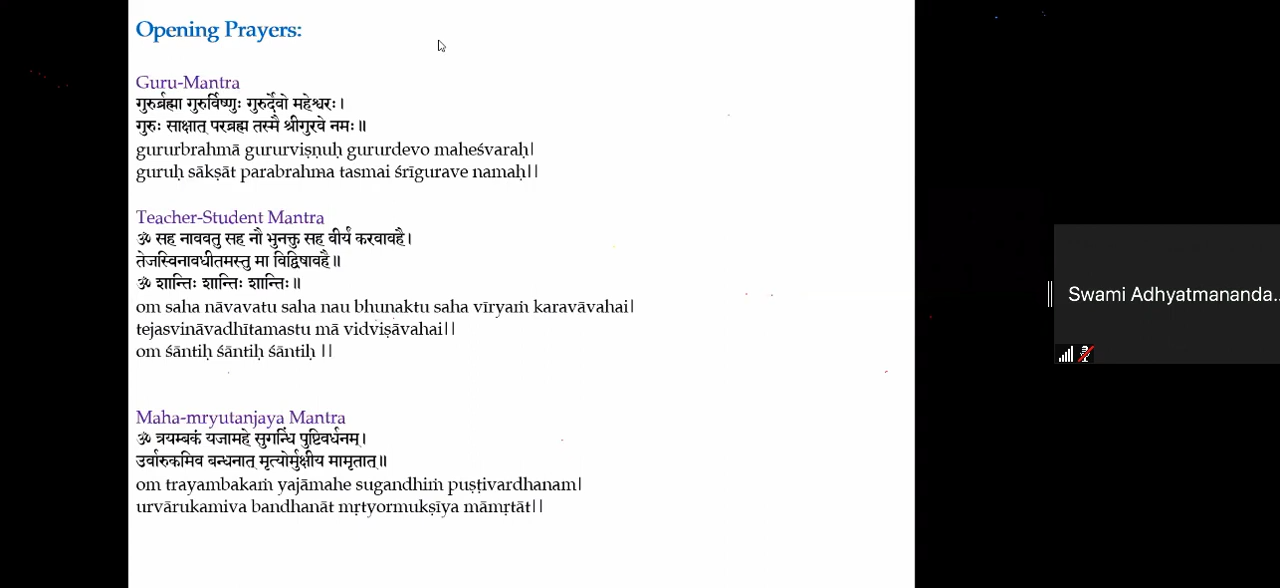 Opening Prayers:
Guru-Mantra
गुरुर्ब्रह्मा गुरुर्विष्णुः गुरुर्देवो महेश्वरः।
गुरुः साक्षात् परब्रह्म तस्मै श्रीगुरवे नमः॥
gururbrahmā gururviṣṇuḥ gururdevo maheśvaraḥ|
guruḥ sākṣāt parabrahma tasmai śrīgurave namaḥ||
Teacher-Student Mantra
ॐ सह नाववतु सह नौ भुनक्तु सह वीर्यं करवावहै।
तेजस्विनावधीतमस्तु मा विद्विषावहै॥
ॐ शान्तिः शान्तिः शान्तिः॥
om saha nāvavatu saha nau bhunaktu saha vīryaṁ karavāvahai|
tejasvināvadhītamastu mā vidviṣāvahai||
om śāntiḥ śāntiḥ śāntiḥ ||
Maha-mryutanjaya Mantra
ॐ त्रयम्बकं यजामहे सुगन्धिं पुष्टिवर्धनम्।
उर्वारुकमिव बन्धनात् मृत्योर्मुक्षीय मामृतात्॥
om trayambakaṁ yajāmahe sugandhiṁ puṣṭivardhanam|
urvārukamiva bandhanāt mṛtyormukṣīya māmṛtāt||
Swami Adhyatmananda...